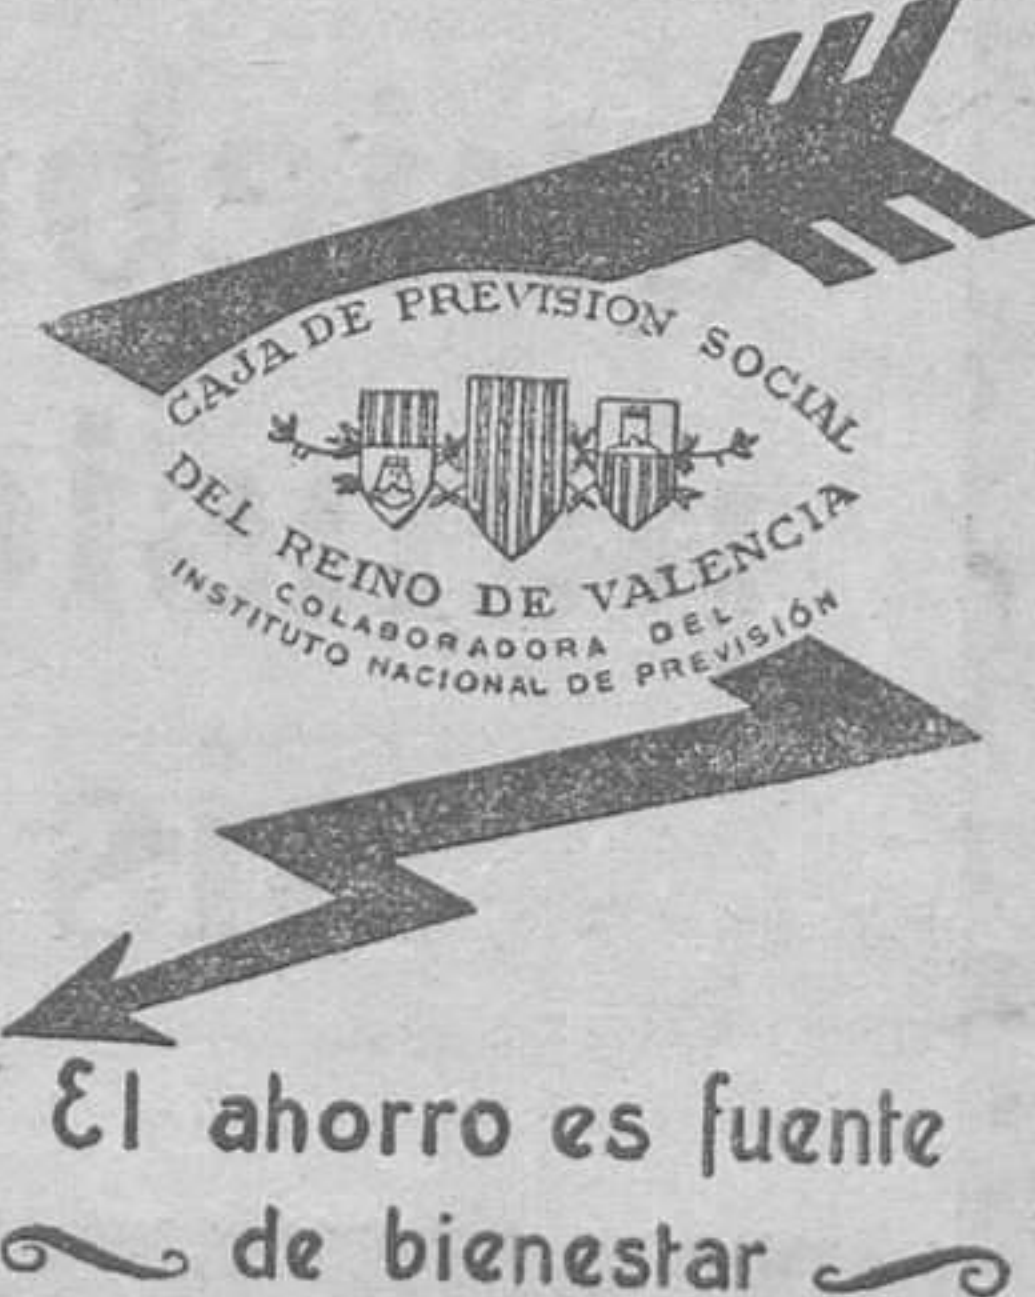 CAJA DE PREVISION SOCIAL
DEL REINO DE VALENCIA
COLABORADORA DEL
INSTITUTO NACIONAL DE PREVISIÓN
El ahorro es fuente
de bienestar